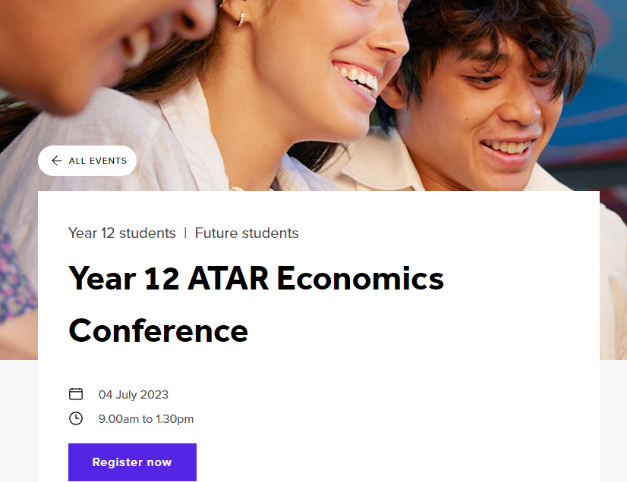 ALL EVENTS
Year 12 students | Future students
Year 12 ATAR Economics
Conference
04 July 2023
9.00am to 1.30pm
Register now